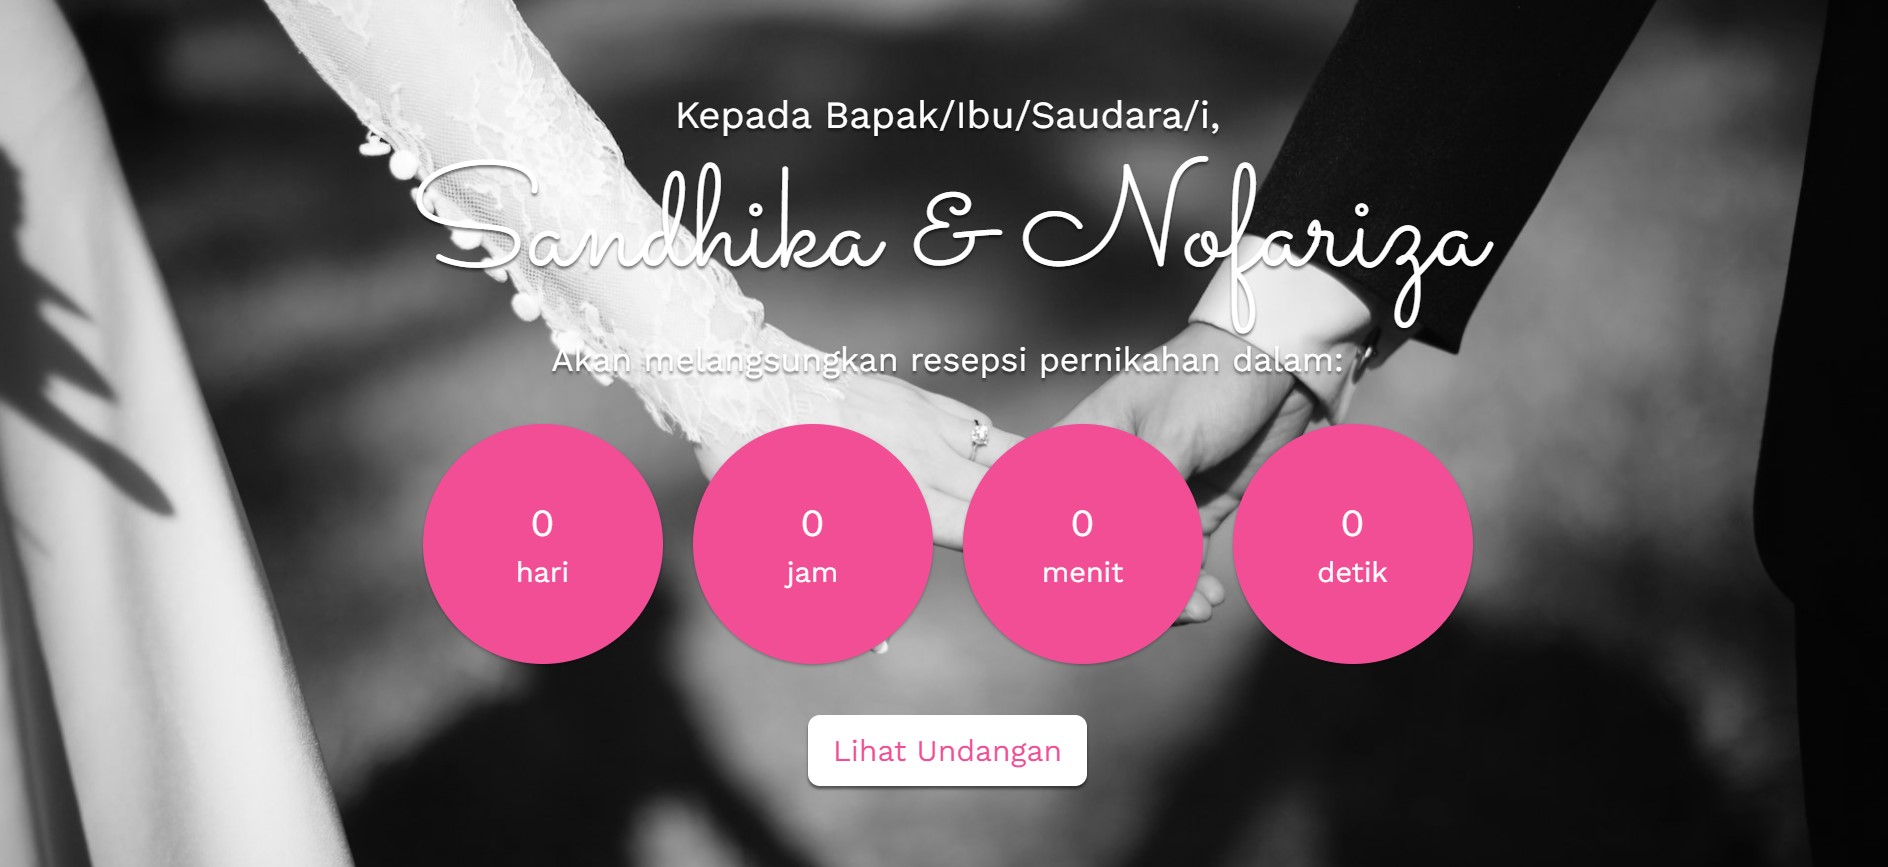 Kepada Bapak/Ibu/Saudara/i,
Sandhika & Nofariza
Akan melangsungkan resepsi pernikahan dalam:
0 0 0 0
hari jam menit detik
Lihat Undangan